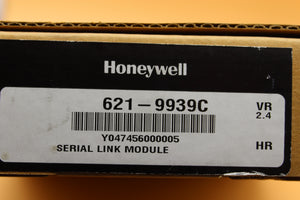 Honeywell
621-9939C
VR
2.4
Y047456000005
SERIAL LINK MODULE
HR